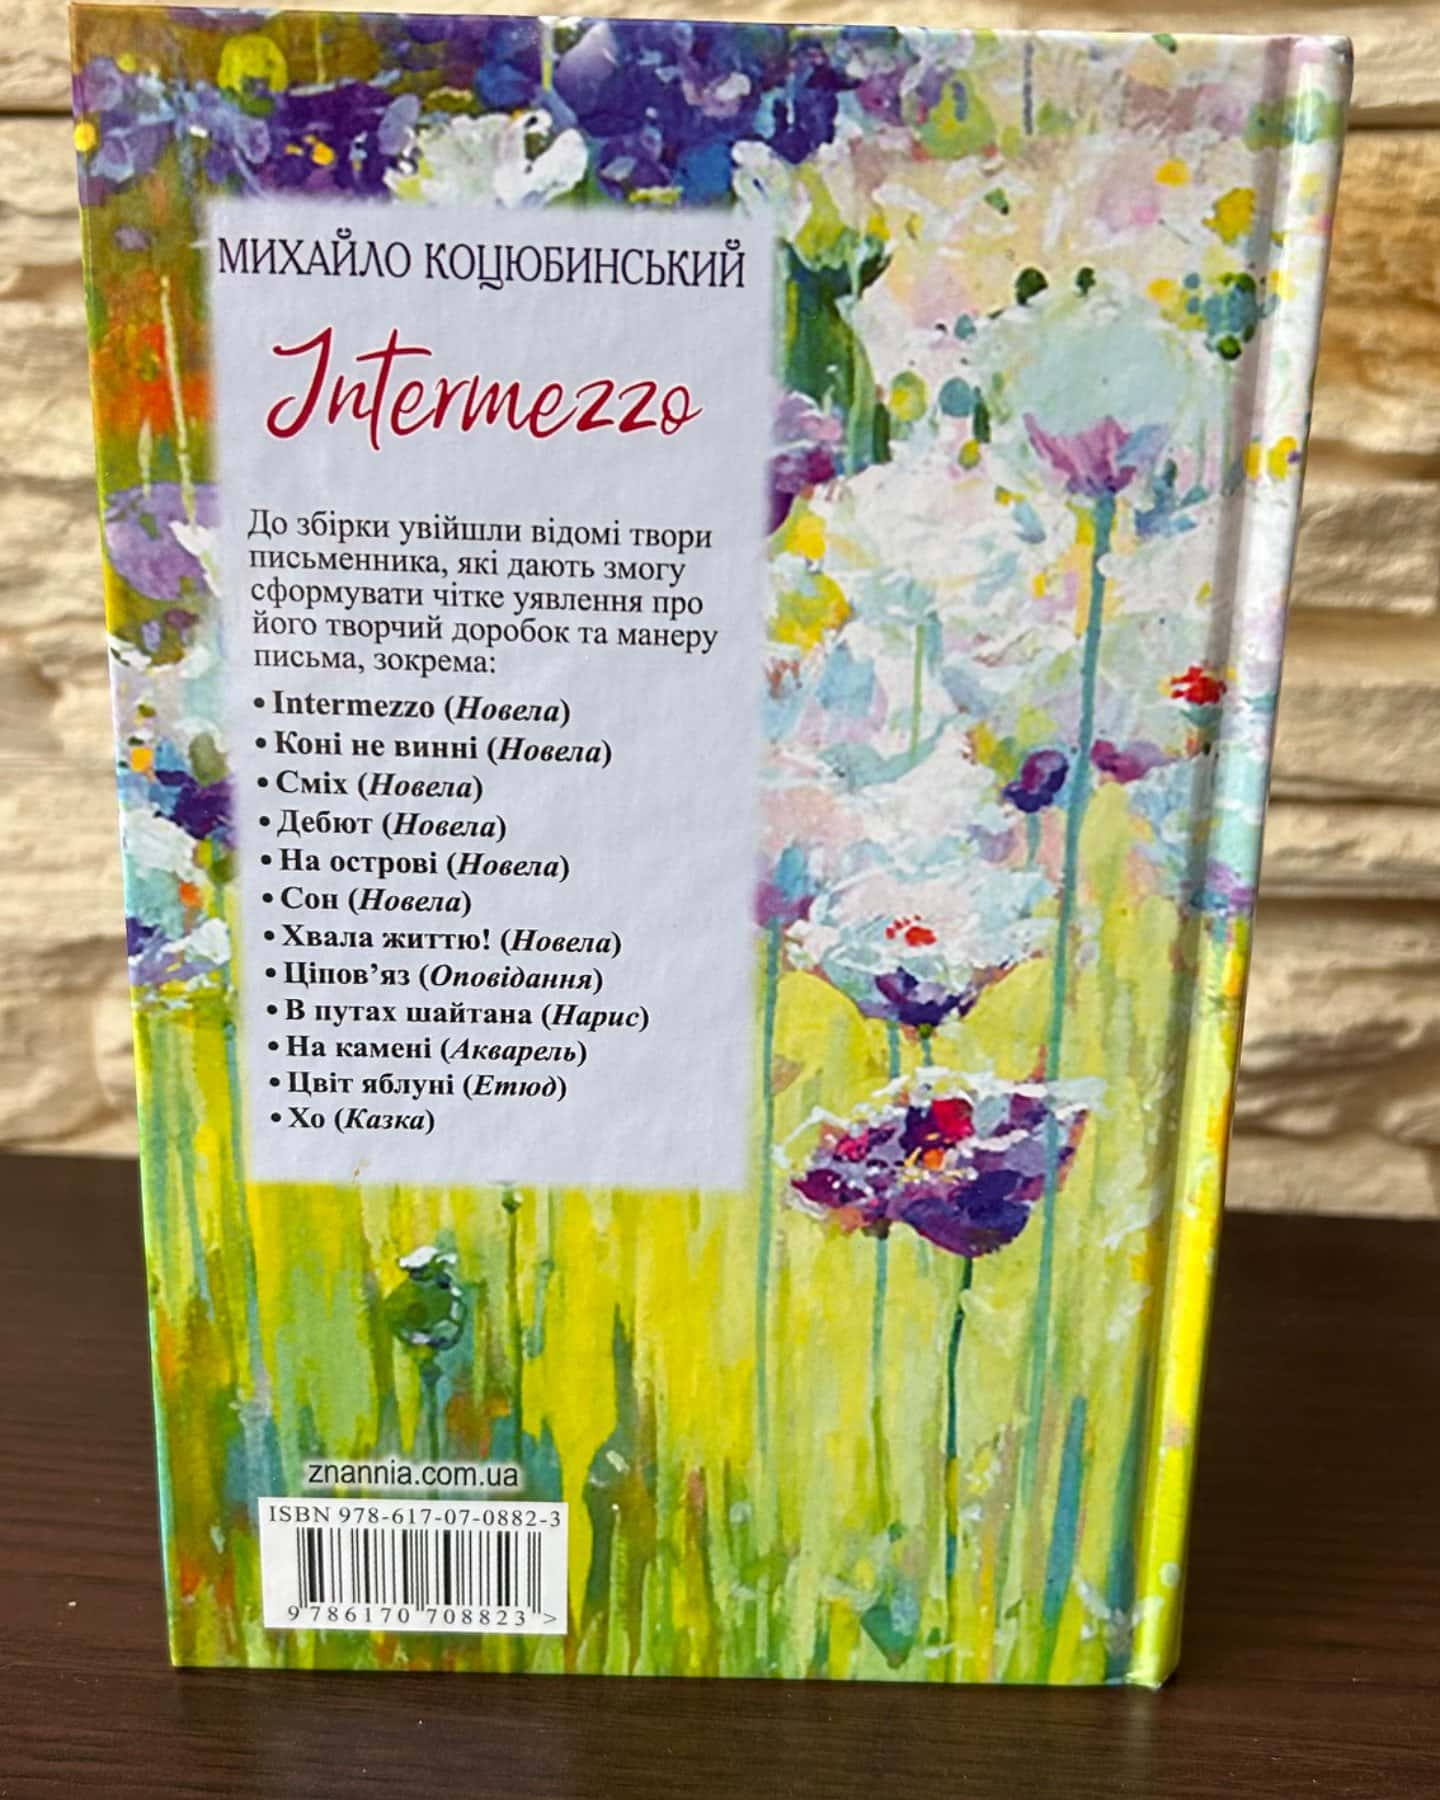 МИХАЙЛО КОЦЮБИНСЬКИЙ
Intermezzo
До збірки увійшли відомі твори
письменника, які дають змогу
сформувати чітке уявлення про
його творчий доробок та манеру
письма, зокрема:
• Intermezzo (Новела)
• Коні не винні (Новела)
• Сміх (Новела)
• Дебют (Новела)
• На острові (Новела)
• Сон (Новела)
• Хвала життю! (Новела)
• Ціпов’яз (Оповідання)
• В путах шайтана (Нарис)
• На камені (Акварель)
• Цвіт яблуні (Етюд)
• Хо (Казка)
znannia.com.ua
ISBN 978-617-07-0882-3
9 786170 708823 >